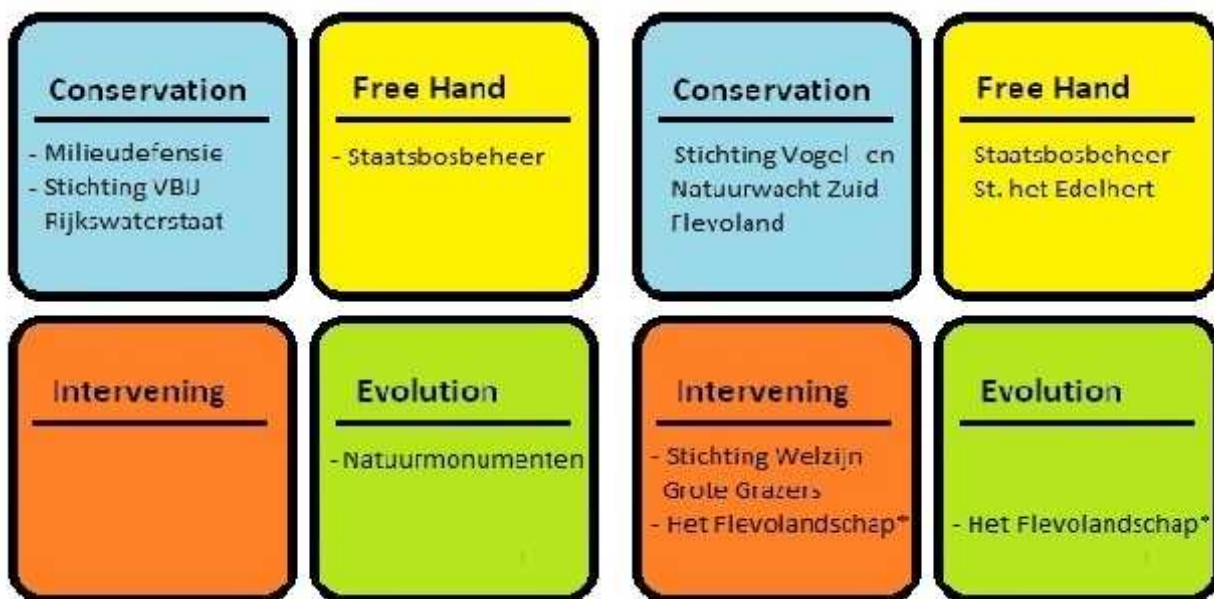 Conservation
- Milieudefensie
- Stichting VBIJ
Rijkswaterstaat
Free Hand
- Staatsbosbeheer
Intervening
Evolution
- Natuurmonumenten
Conservation
Stichting Vogel en
Natuurwacht Zuid
Flevoland
Free Hand
Staatsbosbeheer
St. het Edelhert
Intervening
- Stichting Welzijn
Grote Grazers
- Het Flevolandschap*
Evolution
- Het Flevolandschap*